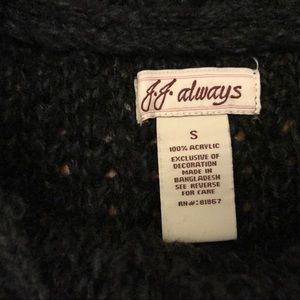 J.J. always
S
100% ACRYLIC
EXCLUSIVE OF
DECORATION
MADE IN
BANGLADESH
SEE REVERSE
FOR CARE
RN#:81867